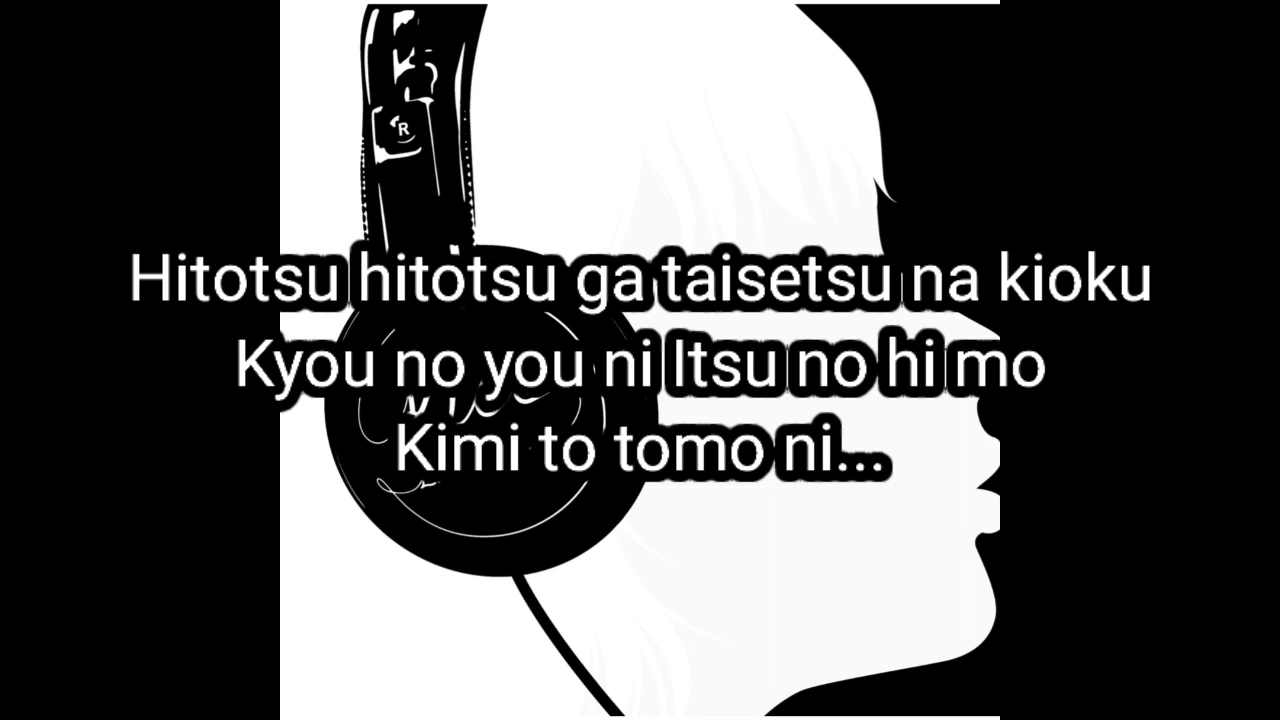 R
Hitotsu hitotsu ga taisetsu na kioku
Kyou no you ni Itsu no hi mo
Kimi to tomo ni...